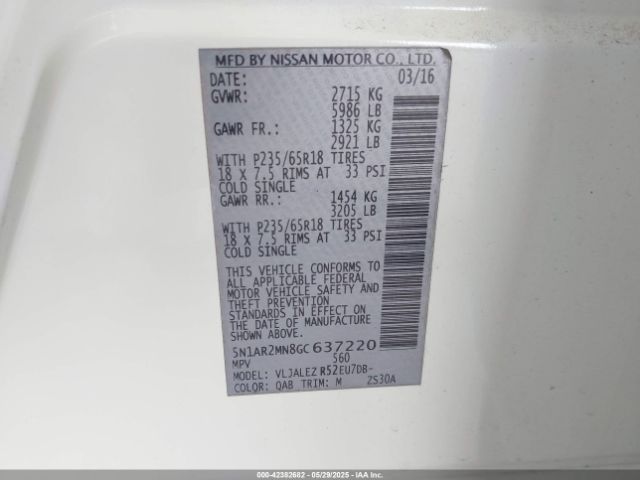 MFD BY NISSAN MOTOR CO., LTD.
DATE: 03/16
GVWR: 2715 KG
5986 LB
GAWR FR.: 1325 KG
2921 LB
WITH P235/65R18 TIRES
18 X 7.5 RIMS AT 33 PSI
COLD SINGLE
GAWR RR.: 1454 KG
3205 LB
WITH P235/65R18 TIRES
18 X 7.5 RIMS AT 33 PSI
COLD SINGLE
THIS VEHICLE CONFORMS TO
ALL APPLICABLE FEDERAL
MOTOR VEHICLE SAFETY AND
THEFT PREVENTION
STANDARDS IN EFFECT ON
THE DATE OF MANUFACTURE
SHOWN ABOVE.
5N1AR2MN8GC637220
MPV 560
MODEL: VLJALEZ R52EU7DB-
COLOR: QAB TRIM: M ZS30A
000-42382682 - 05/29/2025 - IAAI-